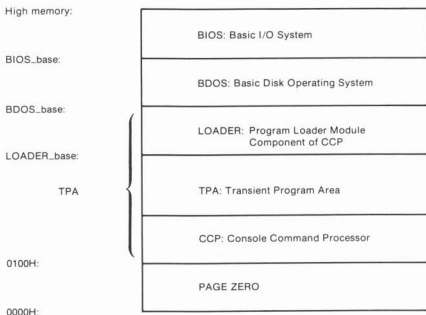 High memory:
BIOS: Basic I/O System
BIOS_base:
BDOS: Basic Disk Operating System
BDOS_base:
LOADER: Program Loader Module
Component of CCP
LOADER_base:
TPA
TPA: Transient Program Area
CCP: Console Command Processor
0100H:
PAGE ZERO
0000H: